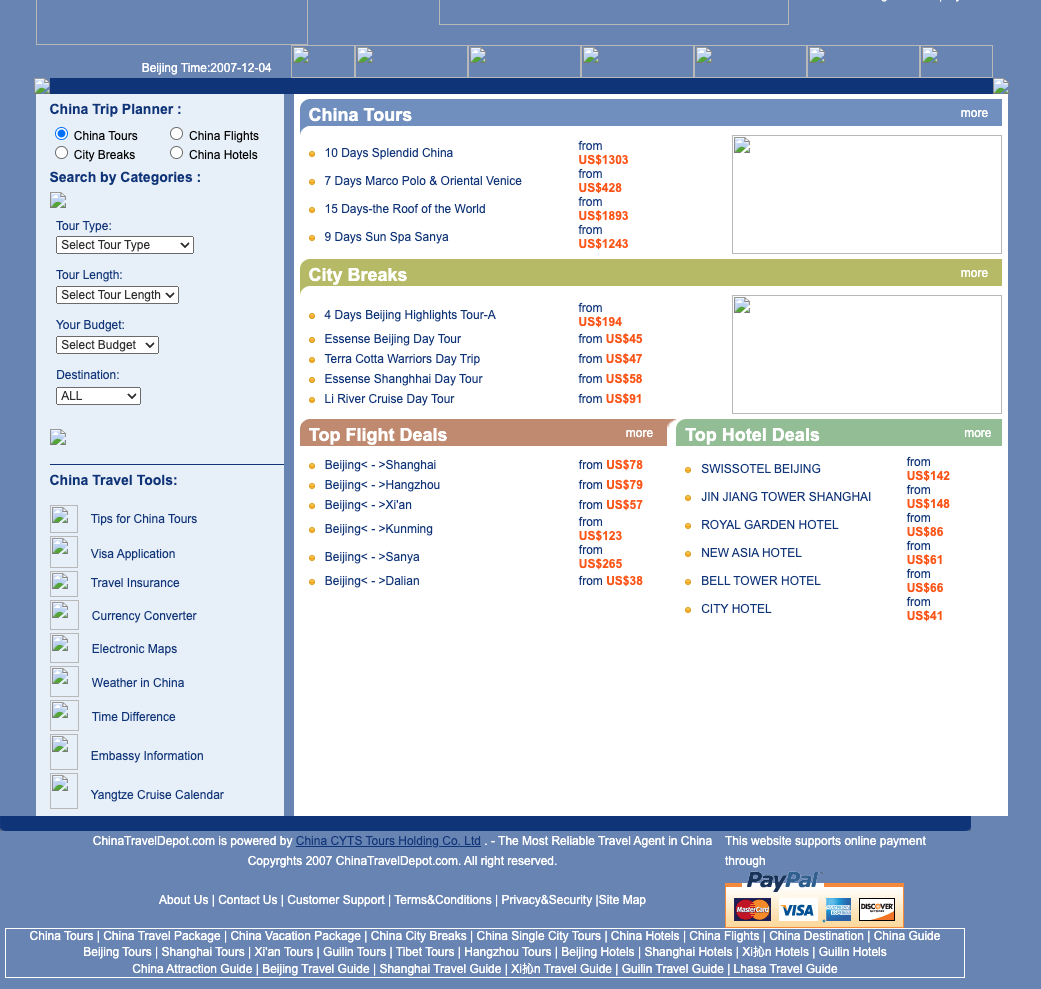 Beijing Time:2007-12-04
China Trip Planner :
China Tours China Flights
City Breaks China Hotels
Search by Categories :
Tour Type:
Select Tour Type
Tour Length:
Select Tour Length
Your Budget:
Select Budget
Destination:
ALL
China Travel Tools:
Tips for China Tours
Visa Application
Travel Insurance
Currency Converter
Electronic Maps
Weather in China
Time Difference
Embassy Information
Yangtze Cruise Calendar
China Tours more
10 Days Splendid China from US$1303
7 Days Marco Polo & Oriental Venice from US$428
15 Days-the Roof of the World from US$1893
9 Days Sun Spa Sanya from US$1243
City Breaks more
4 Days Beijing Highlights Tour-A from US$194
Essense Beijing Day Tour from US$45
Terra Cotta Warriors Day Trip from US$47
Essense Shanghhai Day Tour from US$58
Li River Cruise Day Tour from US$91
Top Flight Deals more
Beijing< - >Shanghai from US$78
Beijing< - >Hangzhou from US$79
Beijing< - >Xi'an from US$57
Beijing< - >Kunming from US$123
Beijing< - >Sanya from US$265
Beijing< - >Dalian from US$38
Top Hotel Deals more
SWISSOTEL BEIJING from US$142
JIN JIANG TOWER SHANGHAI from US$148
ROYAL GARDEN HOTEL from US$86
NEW ASIA HOTEL from US$61
BELL TOWER HOTEL from US$66
CITY HOTEL from US$41
ChinaTravelDepot.com is powered by China CYTS Tours Holding Co. Ltd . - The Most Reliable Travel Agent in China
Copyrghts 2007 ChinaTravelDepot.com. All right reserved.
About Us | Contact Us | Customer Support | Terms&Conditions | Privacy&Security |Site Map
This website supports online payment
through
PayPal
MasterCard VISA AMERICAN EXPRESS DISCOVER
China Tours | China Travel Package | China Vacation Package | China City Breaks | China Single City Tours | China Hotels | China Flights | China Destination | China Guide
Beijing Tours | Shanghai Tours | Xi'an Tours | Guilin Tours | Tibet Tours | Hangzhou Tours | Beijing Hotels | Shanghai Hotels | Xi抣n Hotels | Guilin Hotels
China Attraction Guide | Beijing Travel Guide | Shanghai Travel Guide | Xi抣n Travel Guide | Guilin Travel Guide | Lhasa Travel Guide